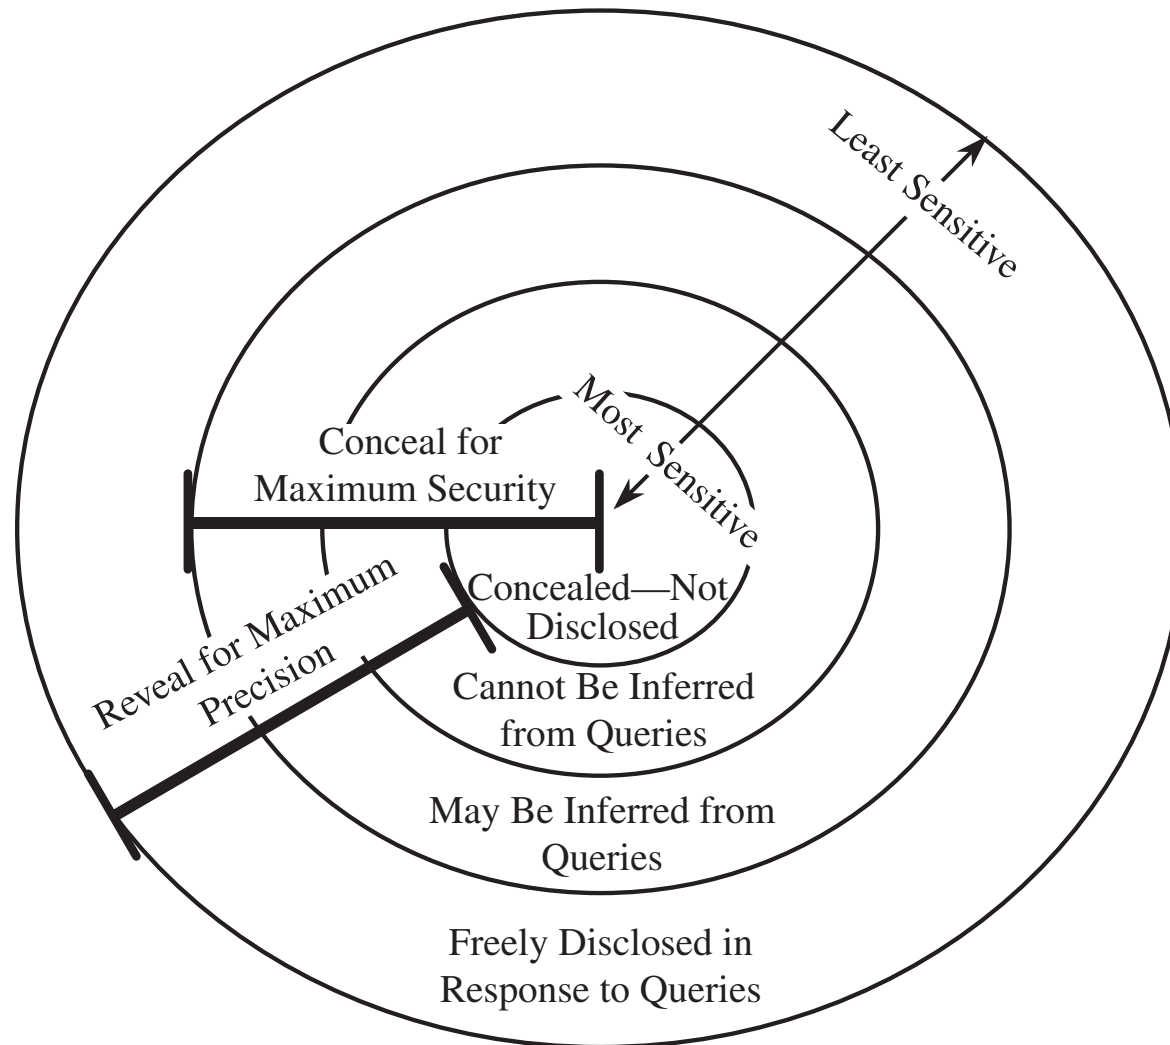 Least Sensitive
Most Sensitive
Conceal for
Maximum Security
Reveal for Maximum
Precision
Concealed—Not
Disclosed
Cannot Be Inferred
from Queries
May Be Inferred from
Queries
Freely Disclosed in
Response to Queries